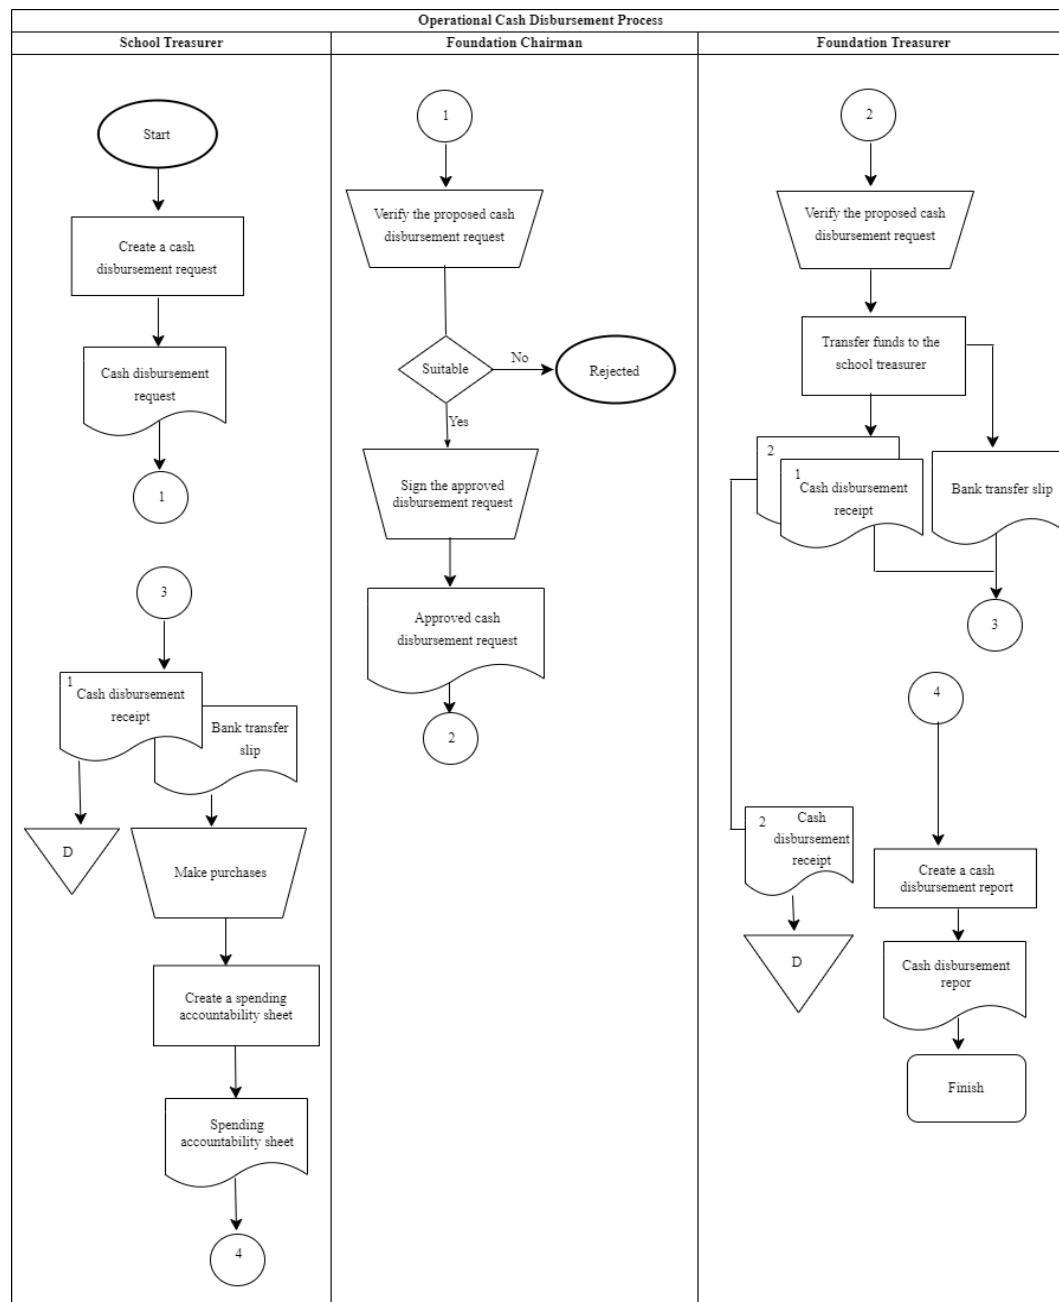 Operational Cash Disbursement Process
School Treasurer
Foundation Chairman
Foundation Treasurer
Start
Create a cash
disbursement request
Cash disbursement
request
1
3
1
Cash disbursement
receipt
Bank transfer
slip
D
Make purchases
Create a spending
accountability sheet
Spending
accountability sheet
4
1
Verify the proposed cash
disbursement request
Suitable
No
Rejected
Yes
Sign the approved
disbursement request
Approved cash
disbursement request
2
2
Verify the proposed cash
disbursement request
Transfer funds to the
school treasurer
2
1
Cash disbursement
receipt
Bank transfer slip
3
4
2
Cash
disbursement
receipt
D
Create a cash
disbursement report
Cash disbursement
repor
Finish